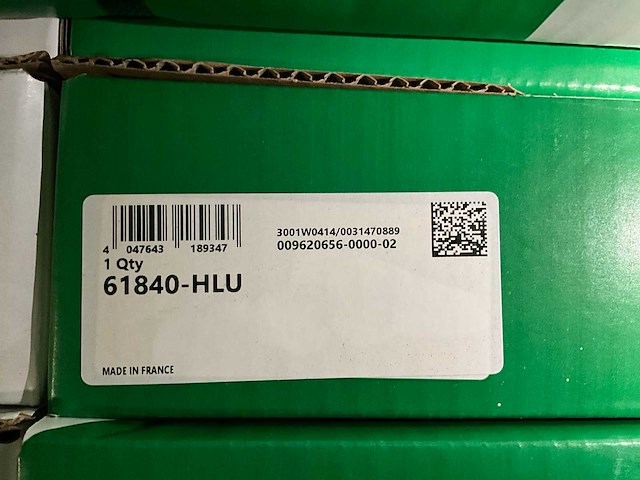 4 047643 189347
3001W0414/0031470889
009620656-0000-02
1 Qty
61840-HLU
MADE IN FRANCE